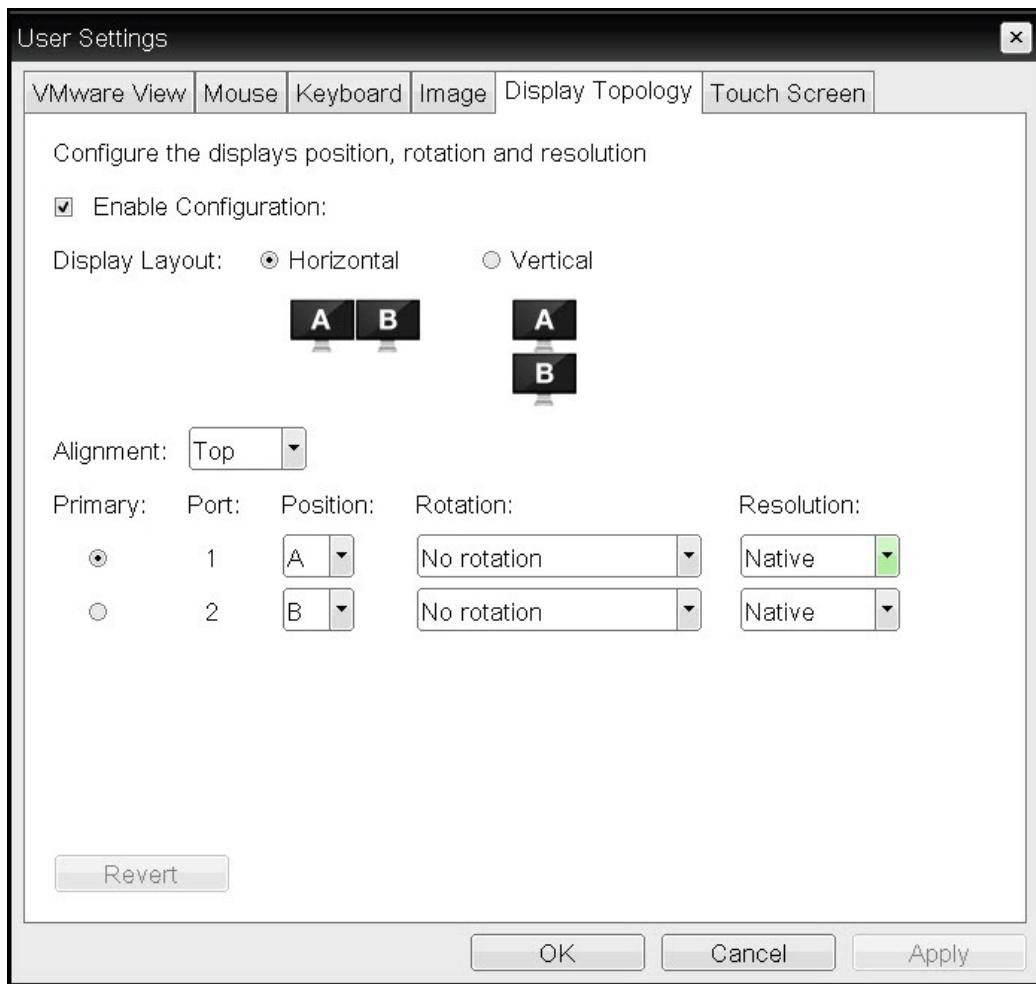 User Settings
VMware View Mouse Keyboard Image Display Topology Touch Screen
Configure the displays position, rotation and resolution
Enable Configuration:
Display Layout: Horizontal Vertical
A B A
B
Alignment: Top
Primary: Port: Position: Rotation: Resolution:
1 A No rotation Native
2 B No rotation Native
Revert
OK Cancel Apply